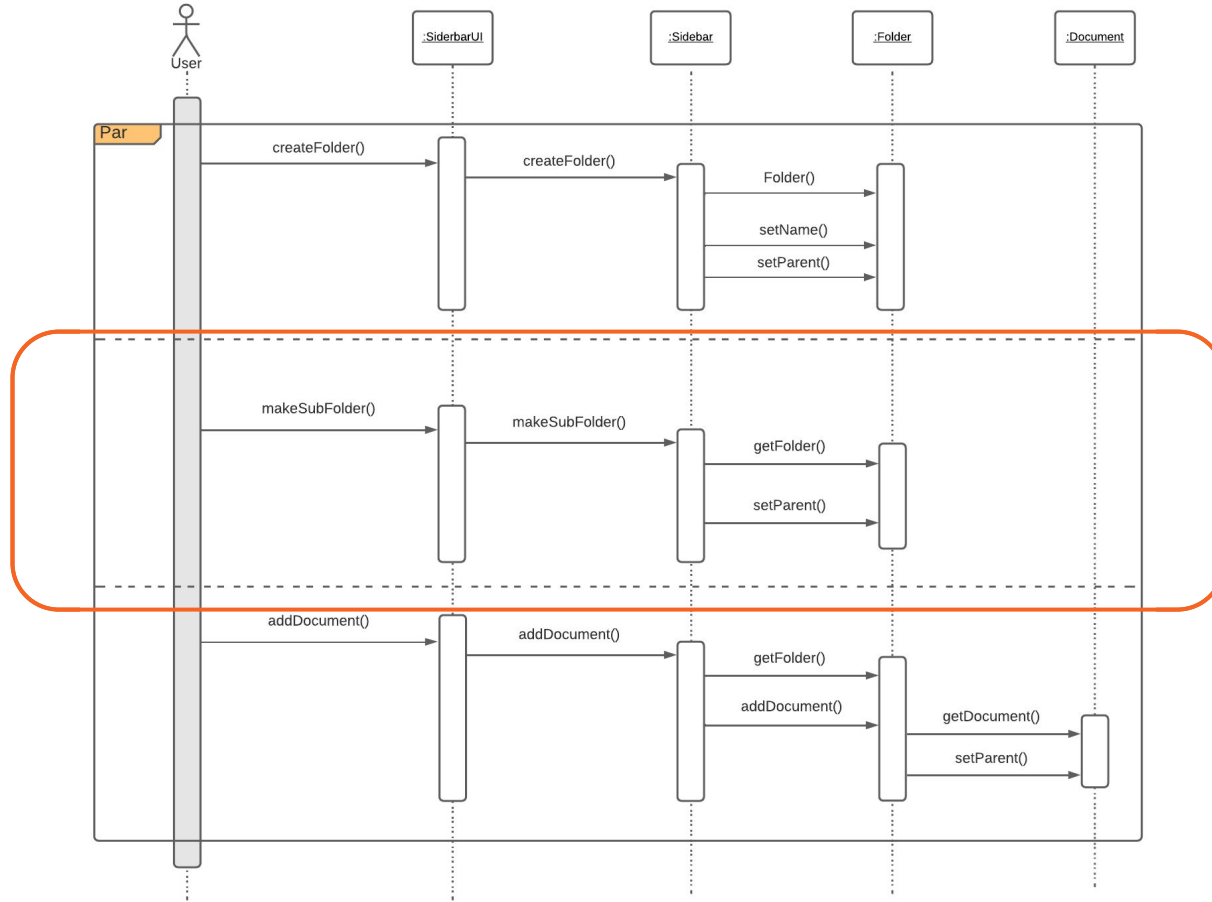 User
:SiderbarUI
:Sidebar
:Folder
:Document
Par
createFolder()
createFolder()
Folder()
setName()
setParent()
makeSubFolder()
makeSubFolder()
getFolder()
setParent()
addDocument()
addDocument()
getFolder()
addDocument()
getDocument()
setParent()